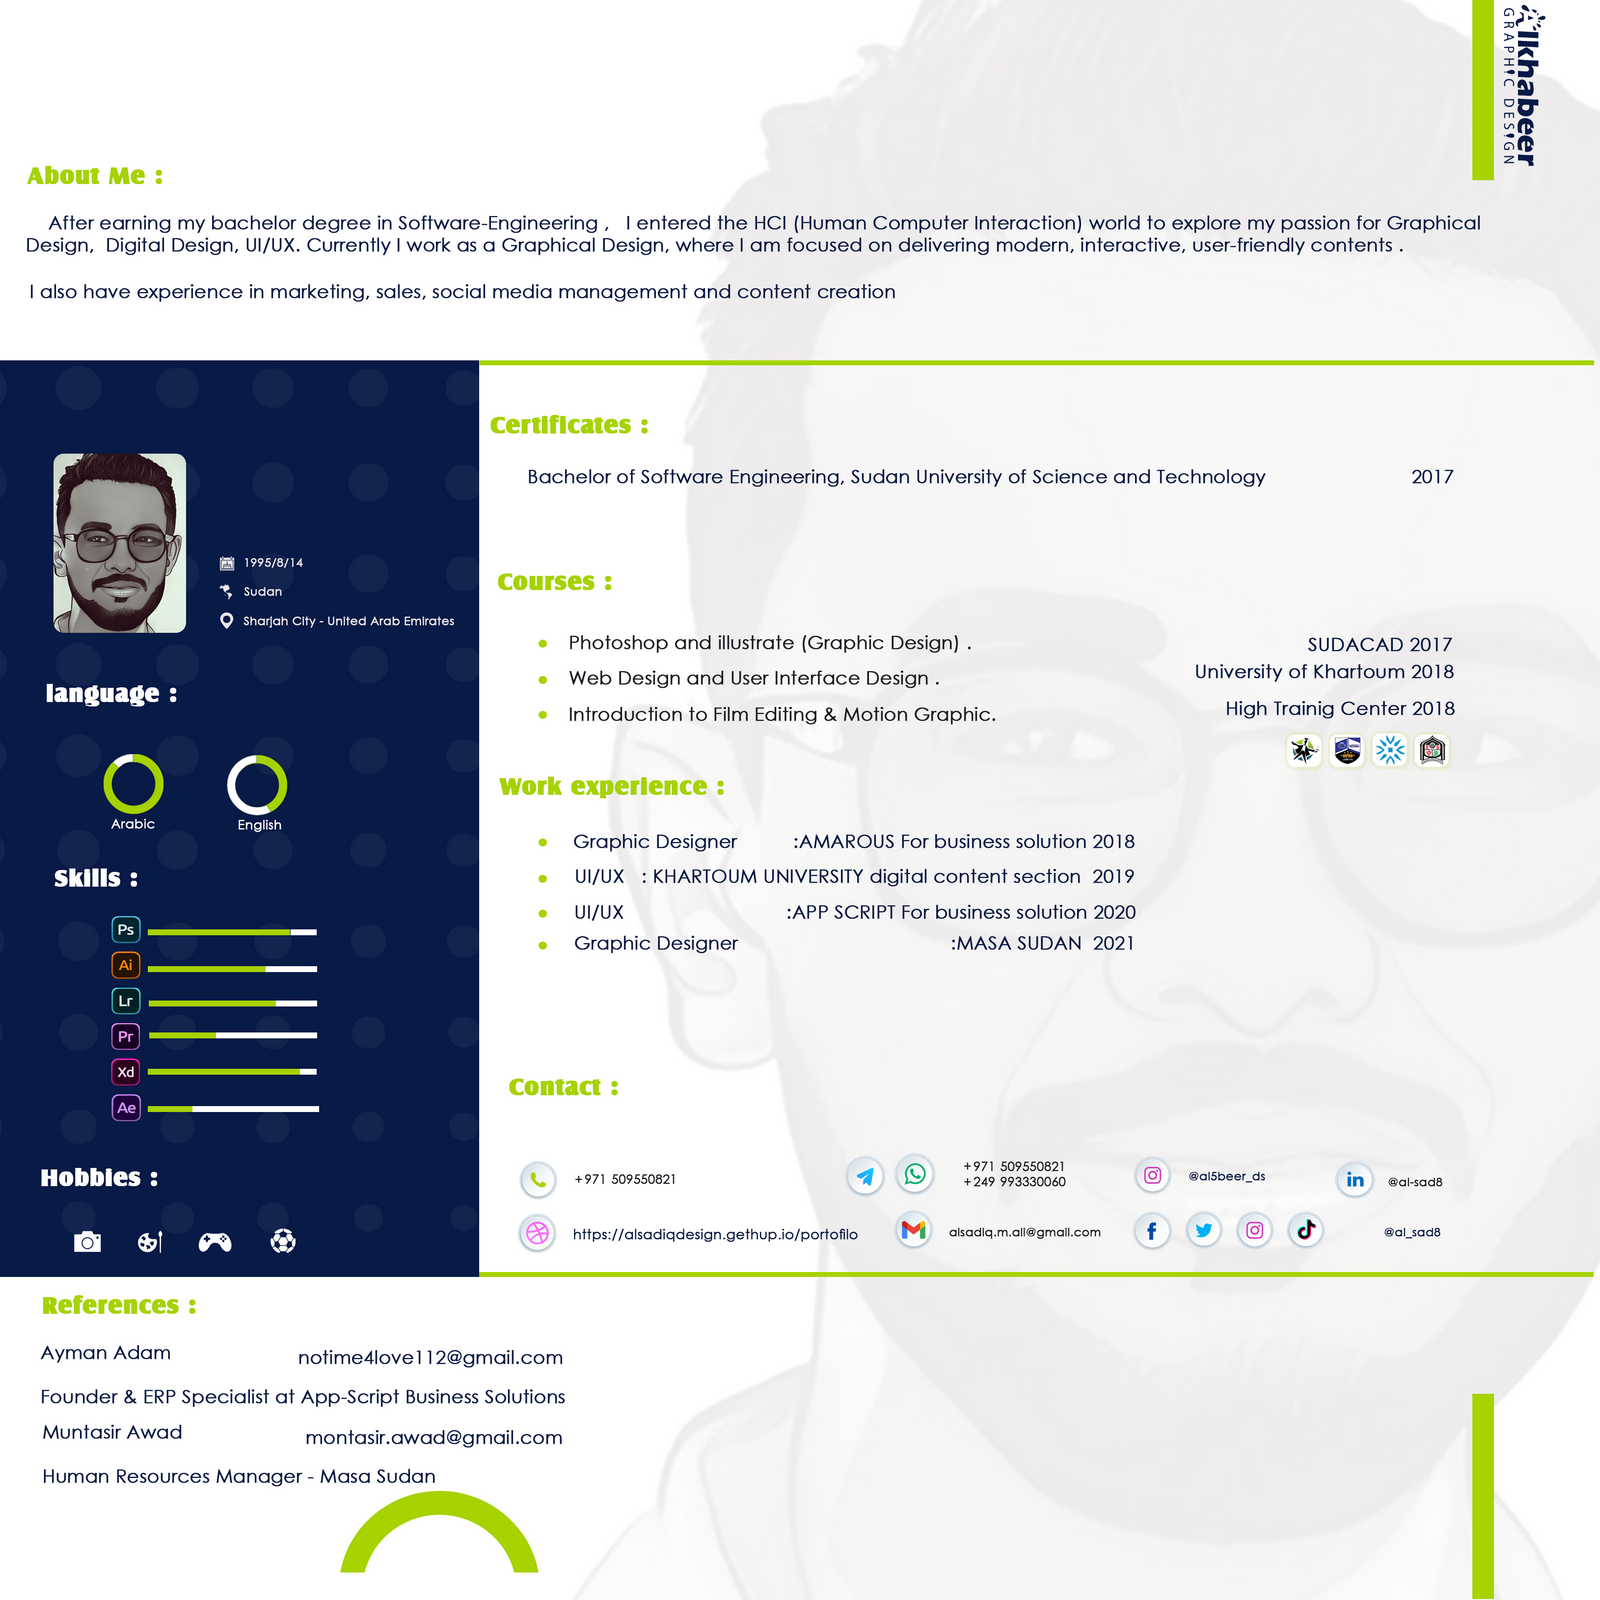 Alkhabeer
GRAPHIC DESIGN
About Me :
After earning my bachelor degree in Software-Engineering , I entered the HCI (Human Computer Interaction) world to explore my passion for Graphical
Design, Digital Design, UI/UX. Currently I work as a Graphical Design, where I am focused on delivering modern, interactive, user-friendly contents .
I also have experience in marketing, sales, social media management and content creation
1995/8/14
Sudan
Sharjah City - United Arab Emirates
language :
Arabic
English
Skills :
Ps
Ai
Lr
Pr
Xd
Ae
Hobbies :
Certificates :
Bachelor of Software Engineering, Sudan University of Science and Technology 2017
Courses :
Photoshop and illustrate (Graphic Design) . SUDACAD 2017
Web Design and User Interface Design . University of Khartoum 2018
Introduction to Film Editing & Motion Graphic. High Trainig Center 2018
Work experience :
Graphic Designer :AMAROUS For business solution 2018
UI/UX : KHARTOUM UNIVERSITY digital content section 2019
UI/UX :APP SCRIPT For business solution 2020
Graphic Designer :MASA SUDAN 2021
Contact :
+971 509550821
+971 509550821
+249 993330060
@al5beer_ds
in
@al-sad8
https://alsadiqdesign.gethup.io/portofilo
alsadiq.m.ali@gmail.com
@al_sad8
References :
Ayman Adam notime4love112@gmail.com
Founder & ERP Specialist at App-Script Business Solutions
Muntasir Awad montasir.awad@gmail.com
Human Resources Manager - Masa Sudan